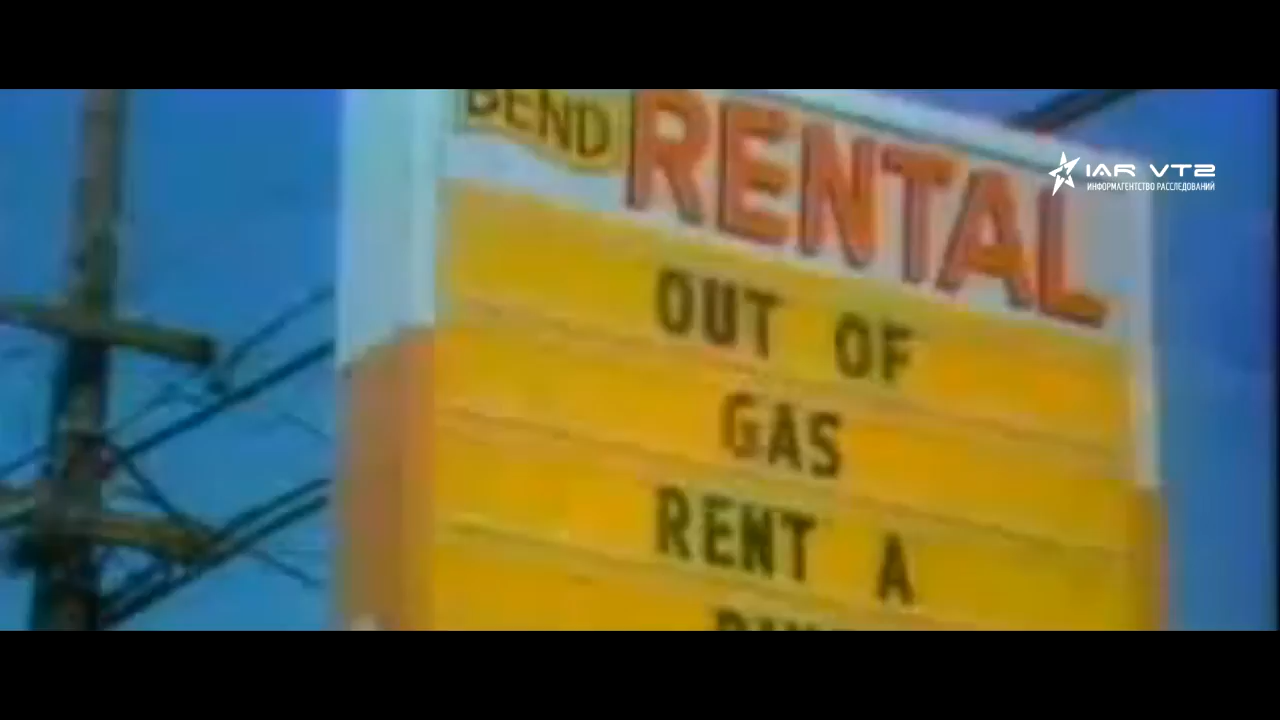 BEND RENTAL
IAR VT2
ИНФОРМАГЕНТСТВО РАССЛЕДОВАНИЙ
OUT OF
GAS
RENT A